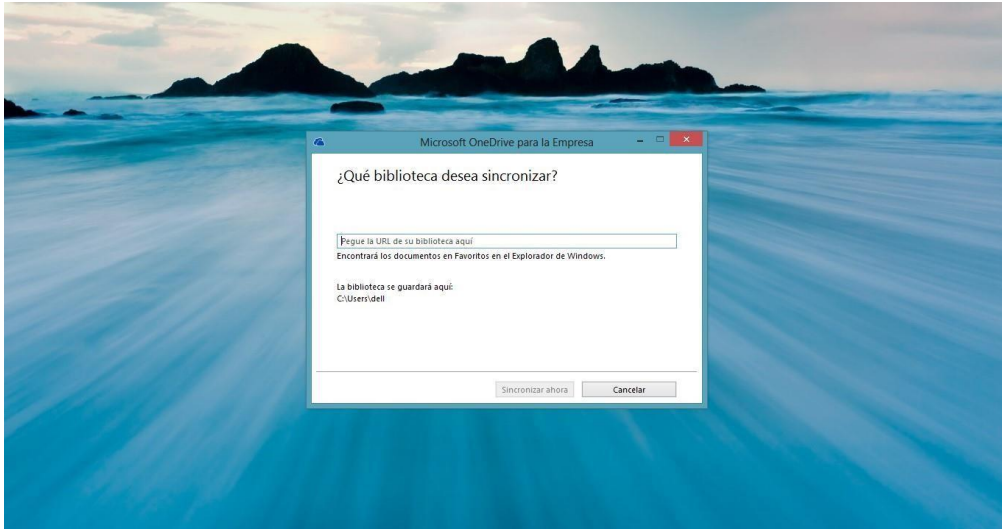 Microsoft OneDrive para la Empresa
¿Qué biblioteca desea sincronizar?
Pegue la URL de su biblioteca aquí
Encontrará los documentos en Favoritos en el Explorador de Windows.
La biblioteca se guardará aquí:
C:\Users\dell
Sincronizar ahora
Cancelar